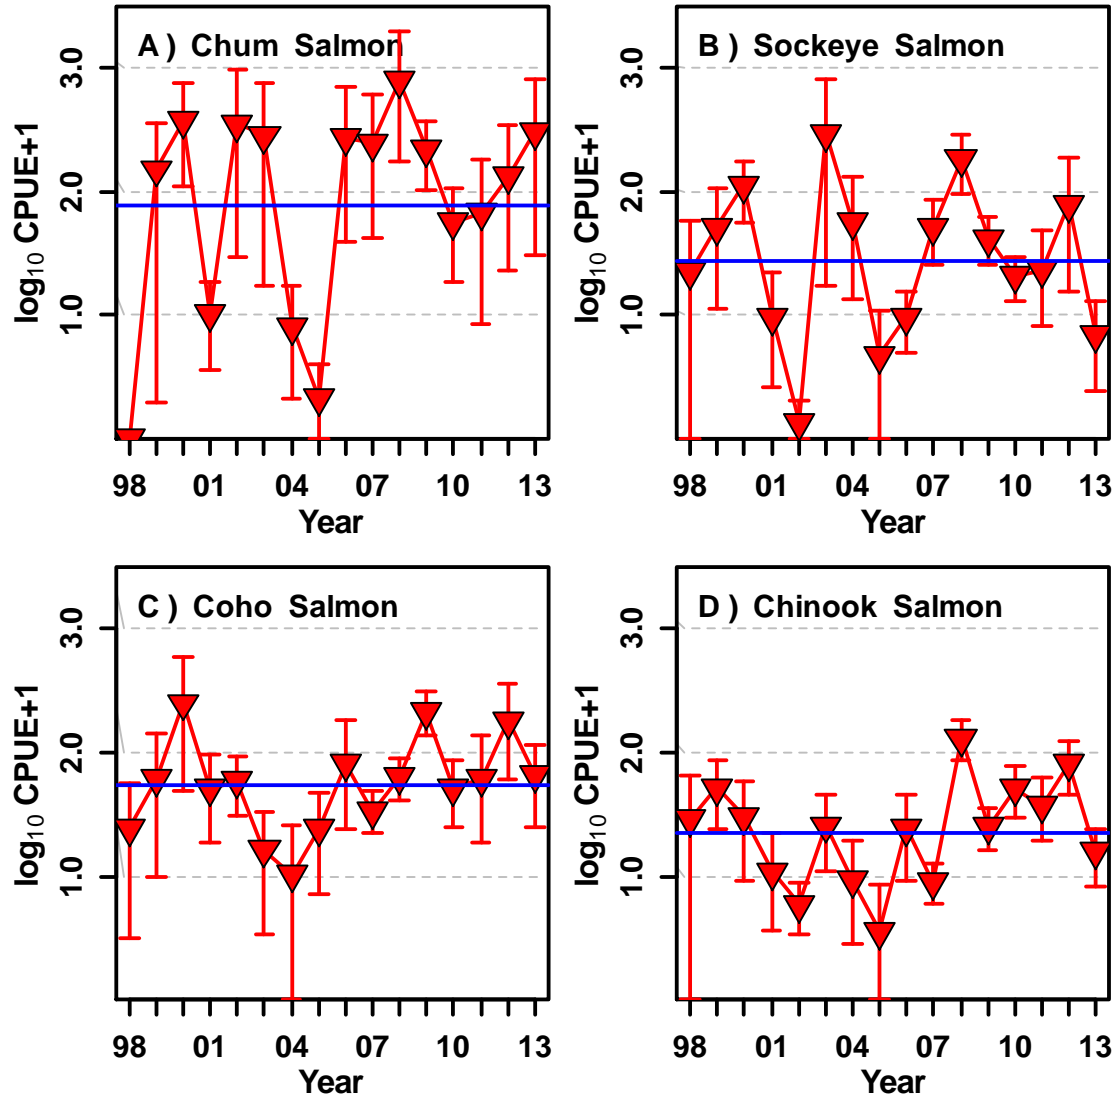 A ) Chum Salmon
log10 CPUE+1
3.0
2.0
1.0
98 01 04 07 10 13
Year
B ) Sockeye Salmon
log10 CPUE+1
3.0
2.0
1.0
98 01 04 07 10 13
Year
C ) Coho Salmon
log10 CPUE+1
3.0
2.0
1.0
98 01 04 07 10 13
Year
D ) Chinook Salmon
log10 CPUE+1
3.0
2.0
1.0
98 01 04 07 10 13
Year